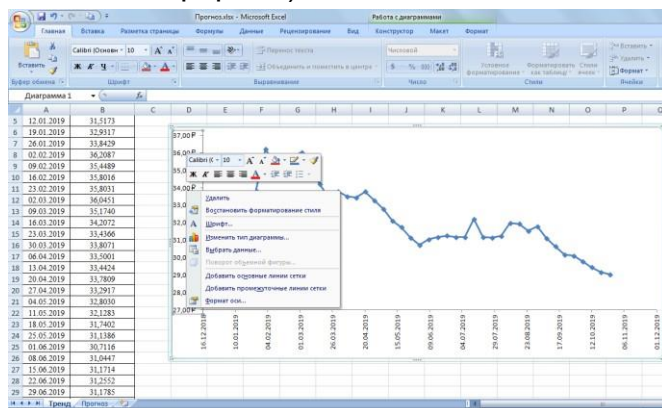 Прогноз.xlsx - Microsoft Excel
Работа с диаграммами
Главная Вставка Разметка страницы Формулы Данные Рецензирование Вид Конструктор Макет Формат
Calibri (Основн 10
Вставить
Ж К Ч
Перенос текста
Объединить и поместить в центре
Числовой
Условное форматирование
Форматировать как таблицу
Стили ячеек
Вставить
Удалить
Формат
Буфер обмена Шрифт Выравнивание Число Стили Ячейки
Диаграмма 1 fx
A B C D E F G H I J K L M N O P Q
5 12.01.2019 31,5173
6 19.01.2019 32,9317
7 26.01.2019 33,8429
8 02.02.2019 36,2087
9 09.02.2019 35,4489
10 16.02.2019 35,8016
11 23.02.2019 35,8031
12 02.03.2019 36,0451
13 09.03.2019 35,1740
14 16.03.2019 34,2072
15 23.03.2019 33,4366
16 30.03.2019 33,8071
17 06.04.2019 33,5001
18 13.04.2019 33,4424
19 20.04.2019 33,7809
20 27.04.2019 33,2917
21 04.05.2019 32,8030
22 11.05.2019 32,1283
23 18.05.2019 31,7402
24 25.05.2019 31,1386
25 01.06.2019 30,7116
26 08.06.2019 31,0447
27 15.06.2019 31,1714
28 22.06.2019 31,2552
29 29.06.2019 31,1785
37,00 ₽
36,00 ₽
Calibri (С 10
Ж К
Удалить
Восстановить форматирование стиля
Шрифт...
Изменить тип диаграммы...
Выбрать данные...
Поворот объемной фигуры...
Добавить основные линии сетки
Добавить промежуточные линии сетки
Формат оси...
27,00 ₽
16.12.2018 10.01.2019 04.02.2019 01.03.2019 26.03.2019 20.04.2019 15.05.2019 09.06.2019 04.07.2019 29.07.2019 23.08.2019 17.09.2019 12.10.2019 06.11.2019 01.12.2019
Тренд Прогноз